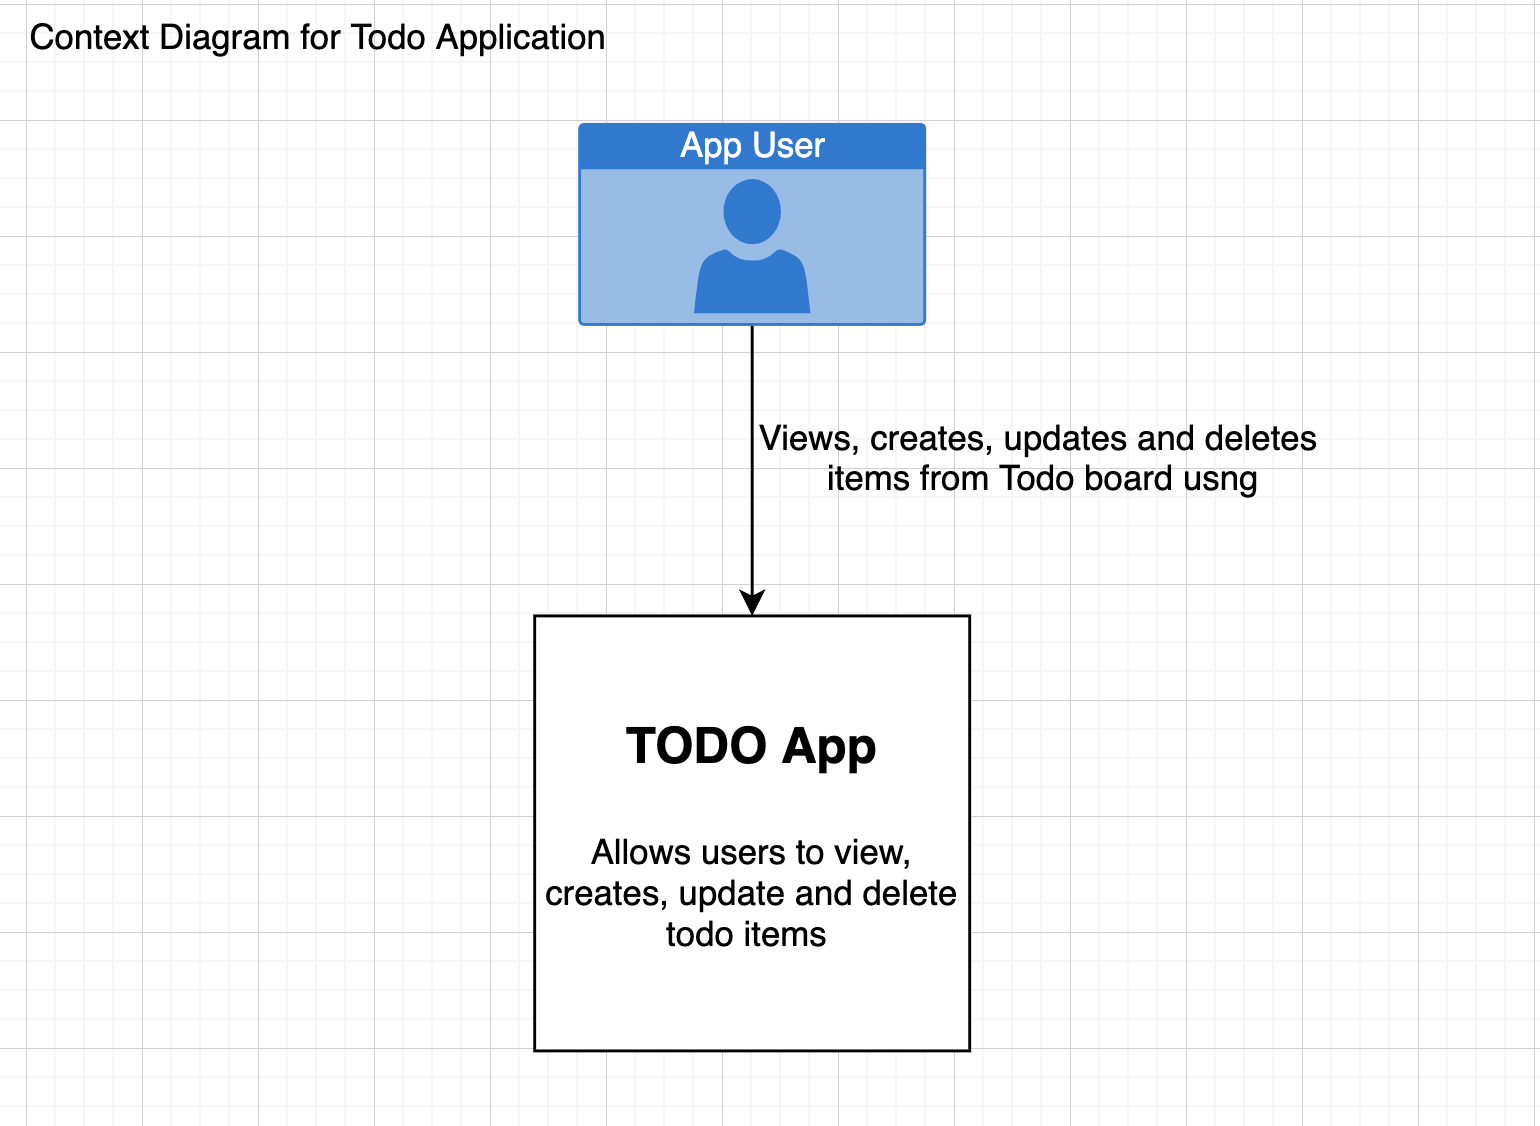 Context Diagram for Todo Application
App User
Views, creates, updates and deletes
items from Todo board usng
TODO App
Allows users to view,
creates, update and delete
todo items